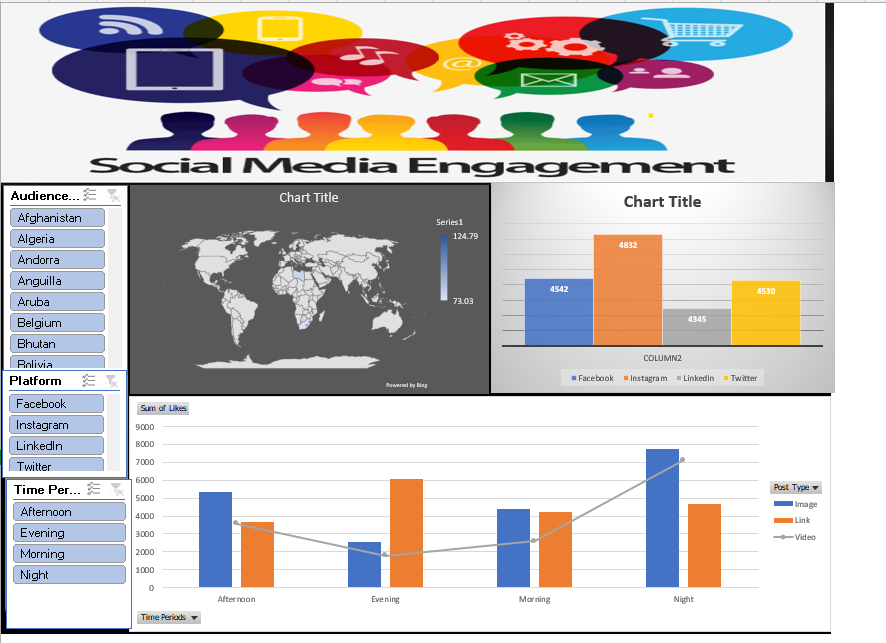 @
Social Media Engagement
Audience...
Afghanistan
Algeria
Andorra
Anguilla
Aruba
Belgium
Bhutan
Bolivia
Platform
Facebook
Instagram
LinkedIn
Twitter
Time Per...
Afternoon
Evening
Morning
Night
Chart Title
Series1
124.79
73.03
Powered by Bing
Chart Title
4542
4832
4345
4530
COLUMN2
Facebook Instagram LinkedIn Twitter
Sum of Likes
9000
8000
7000
6000
5000
4000
3000
2000
1000
0
Afternoon Evening Morning Night
Time Periods
Post Type
Image
Link
Video